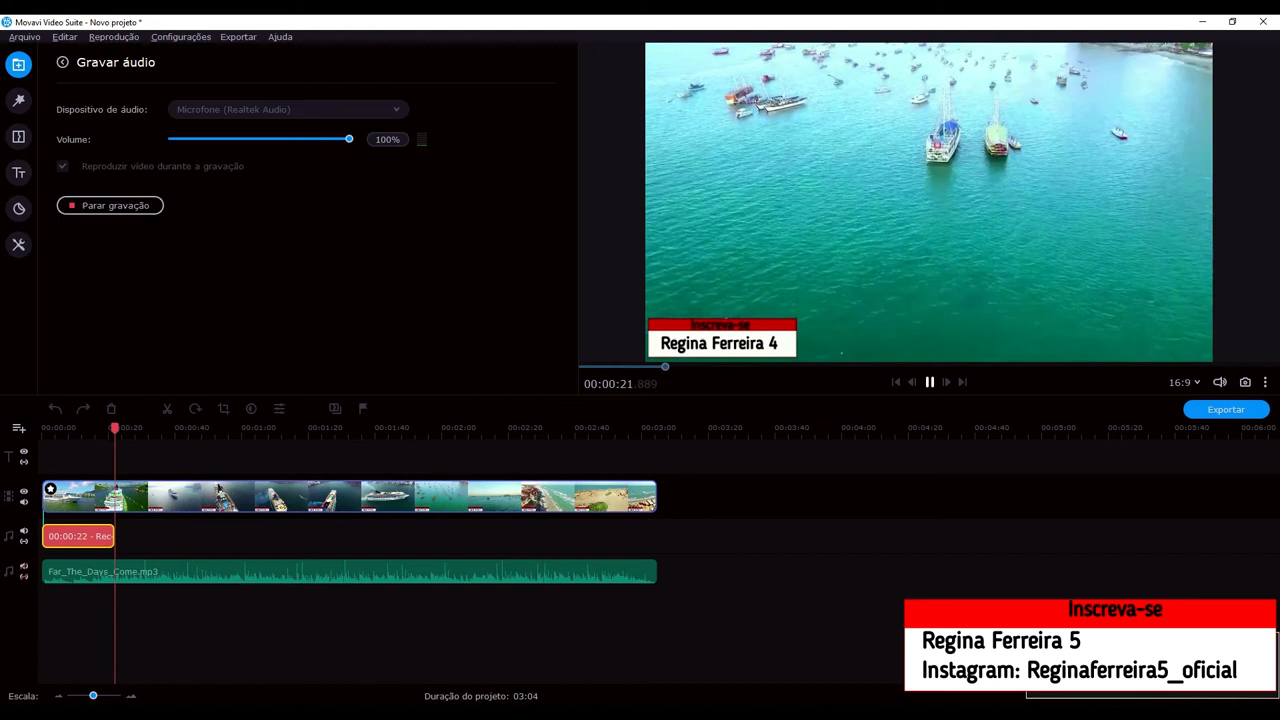 Movavi Video Suite - Novo projeto *
Arquivo Editar Reprodução Configurações Exportar Ajuda
Gravar áudio
Dispositivo de áudio: Microfone (Realtek Audio)
Volume: 100%
Reproduzir vídeo durante a gravação
Parar gravação
Inscreva-se
Regina Ferreira 4
00:00:21.889
16:9
Exportar
00:00:00 00:00:40 00:01:00 00:01:20 00:01:40 00:02:00 00:02:20 00:02:40 00:03:00 00:03:20 00:03:40 00:04:00 00:04:20 00:04:40 00:05:00 00:05:20 00:05:40 00:06:00
00:00:22 - Rec
Far_The_Days_Come.mp3
Inscreva-se
Regina Ferreira 5
Instagram: Reginaferreira5_oficial
Escala:
Duração do projeto: 03:04